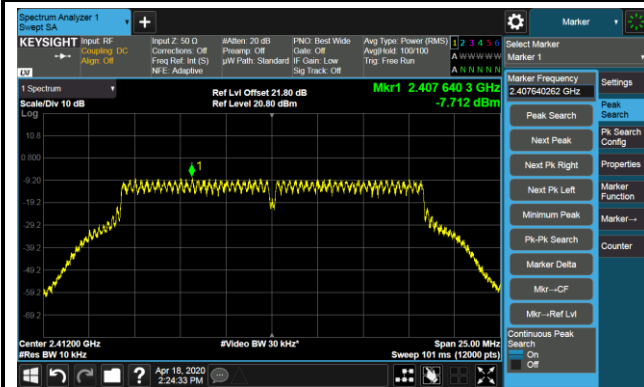 Spectrum Analyzer 1
Swept SA
+
Marker
KEYSIGHT
Input: RF
Coupling: DC
Align: Off
Input Z: 50 Ω
Corrections: Off
Freq Ref: Int (S)
NFE: Adaptive
#Atten: 20 dB
Preamp: Off
µW Path: Standard
PNO: Best Wide
Gate: Off
IF Gain: Low
Sig Track: Off
Avg Type: Power (RMS)
Avg|Hold: 100/100
Trig: Free Run
1 2 3 4 5 6
A W W W W W
A N N N N N
LXI
Select Marker
Marker 1
1 Spectrum
Scale/Div 10 dB
Log
Ref Lvl Offset 21.80 dB
Ref Level 20.80 dBm
Mkr1 2.407 640 3 GHz
-7.712 dBm
10.8
0.800
-9.20
-19.2
-29.2
-39.2
-49.2
-59.2
-69.2
1
Center 2.41200 GHz
#Res BW 10 kHz
#Video BW 30 kHz*
Span 25.00 MHz
Sweep 101 ms (12000 pts)
Marker Frequency
2.407640262 GHz
Peak Search
Next Peak
Next Pk Right
Next Pk Left
Minimum Peak
Pk-Pk Search
Marker Delta
Mkr→CF
Mkr→Ref Lvl
Continuous Peak
Search
On
Off
Settings
Peak
Search
Pk Search
Config
Properties
Marker
Function
Marker→
Counter
?
Apr 18, 2020
2:24:33 PM